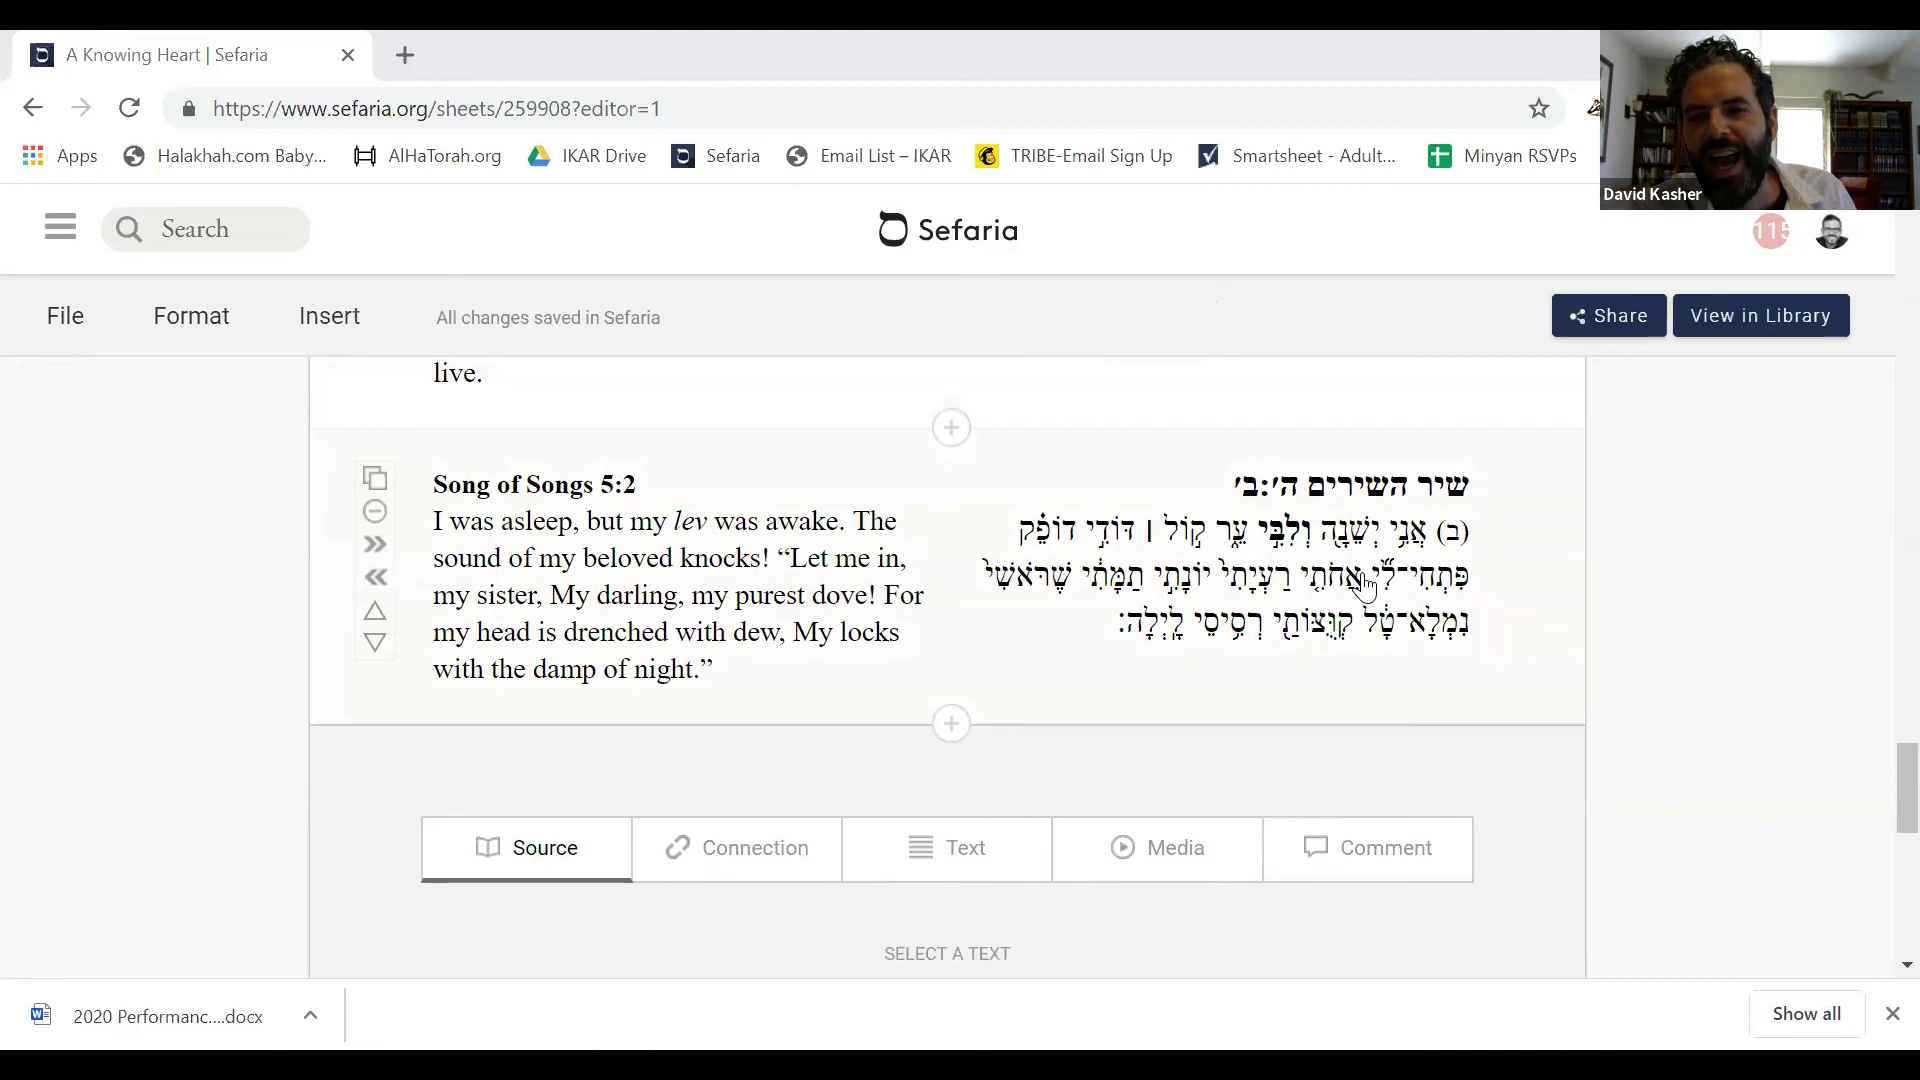 A Knowing Heart | Sefaria
https://www.sefaria.org/sheets/259908?editor=1
Apps
Halakhah.com Baby...
AlHaTorah.org
IKAR Drive
Sefaria
Email List – IKAR
TRIBE-Email Sign Up
Smartsheet - Adult...
Minyan RSVPs
David Kasher
Search
Sefaria
115
File
Format
Insert
All changes saved in Sefaria
Share
View in Library
live.
Song of Songs 5:2
I was asleep, but my lev was awake. The
sound of my beloved knocks! “Let me in,
my sister, My darling, my purest dove! For
my head is drenched with dew, My locks
with the damp of night.”
שיר השירים ה׳:ב׳
(ב) אֲנִ֥י יְשֵׁנָ֖ה וְלִבִּ֣י עֵ֑ר ק֣וֹל ׀ דּוֹדִ֣י דוֹפֵ֗ק
פִּתְחִי־לִ֞י אֲחֹתִ֤י רַעְיָתִי֙ יוֹנָתִ֣י תַמָּתִ֔י שֶׁרֹּאשִׁי֙
נִמְלָא־טָ֔ל קְוֻּצּוֹתַ֖י רְסִ֥יסֵי לָֽיְלָה׃
Source
Connection
Text
Media
Comment
SELECT A TEXT
2020 Performanc....docx
Show all